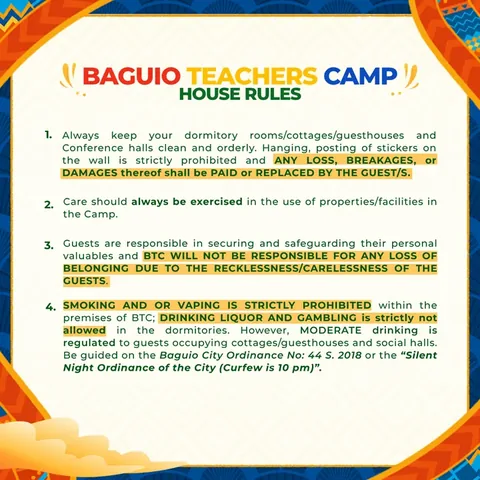 BAGUIO TEACHERS CAMP
HOUSE RULES
1. Always keep your dormitory rooms/cottages/guesthouses and
Conference halls clean and orderly. Hanging, posting of stickers on
the wall is strictly prohibited and ANY LOSS, BREAKAGES, or
DAMAGES thereof shall be PAID or REPLACED BY THE GUEST/S.
2. Care should always be exercised in the use of properties/facilities in
the Camp.
3. Guests are responsible in securing and safeguarding their personal
valuables and BTC WILL NOT BE RESPONSIBLE FOR ANY LOSS OF
BELONGING DUE TO THE RECKLESSNESS/CARELESSNESS OF THE
GUESTS.
4. SMOKING AND OR VAPING IS STRICTLY PROHIBITED within the
premises of BTC; DRINKING LIQUOR AND GAMBLING is strictly not
allowed in the dormitories. However, MODERATE drinking is
regulated to guests occupying cottages/guesthouses and social halls.
Be guided on the Baguio City Ordinance No: 44 S. 2018 or the “Silent
Night Ordinance of the City (Curfew is 10 pm)”.